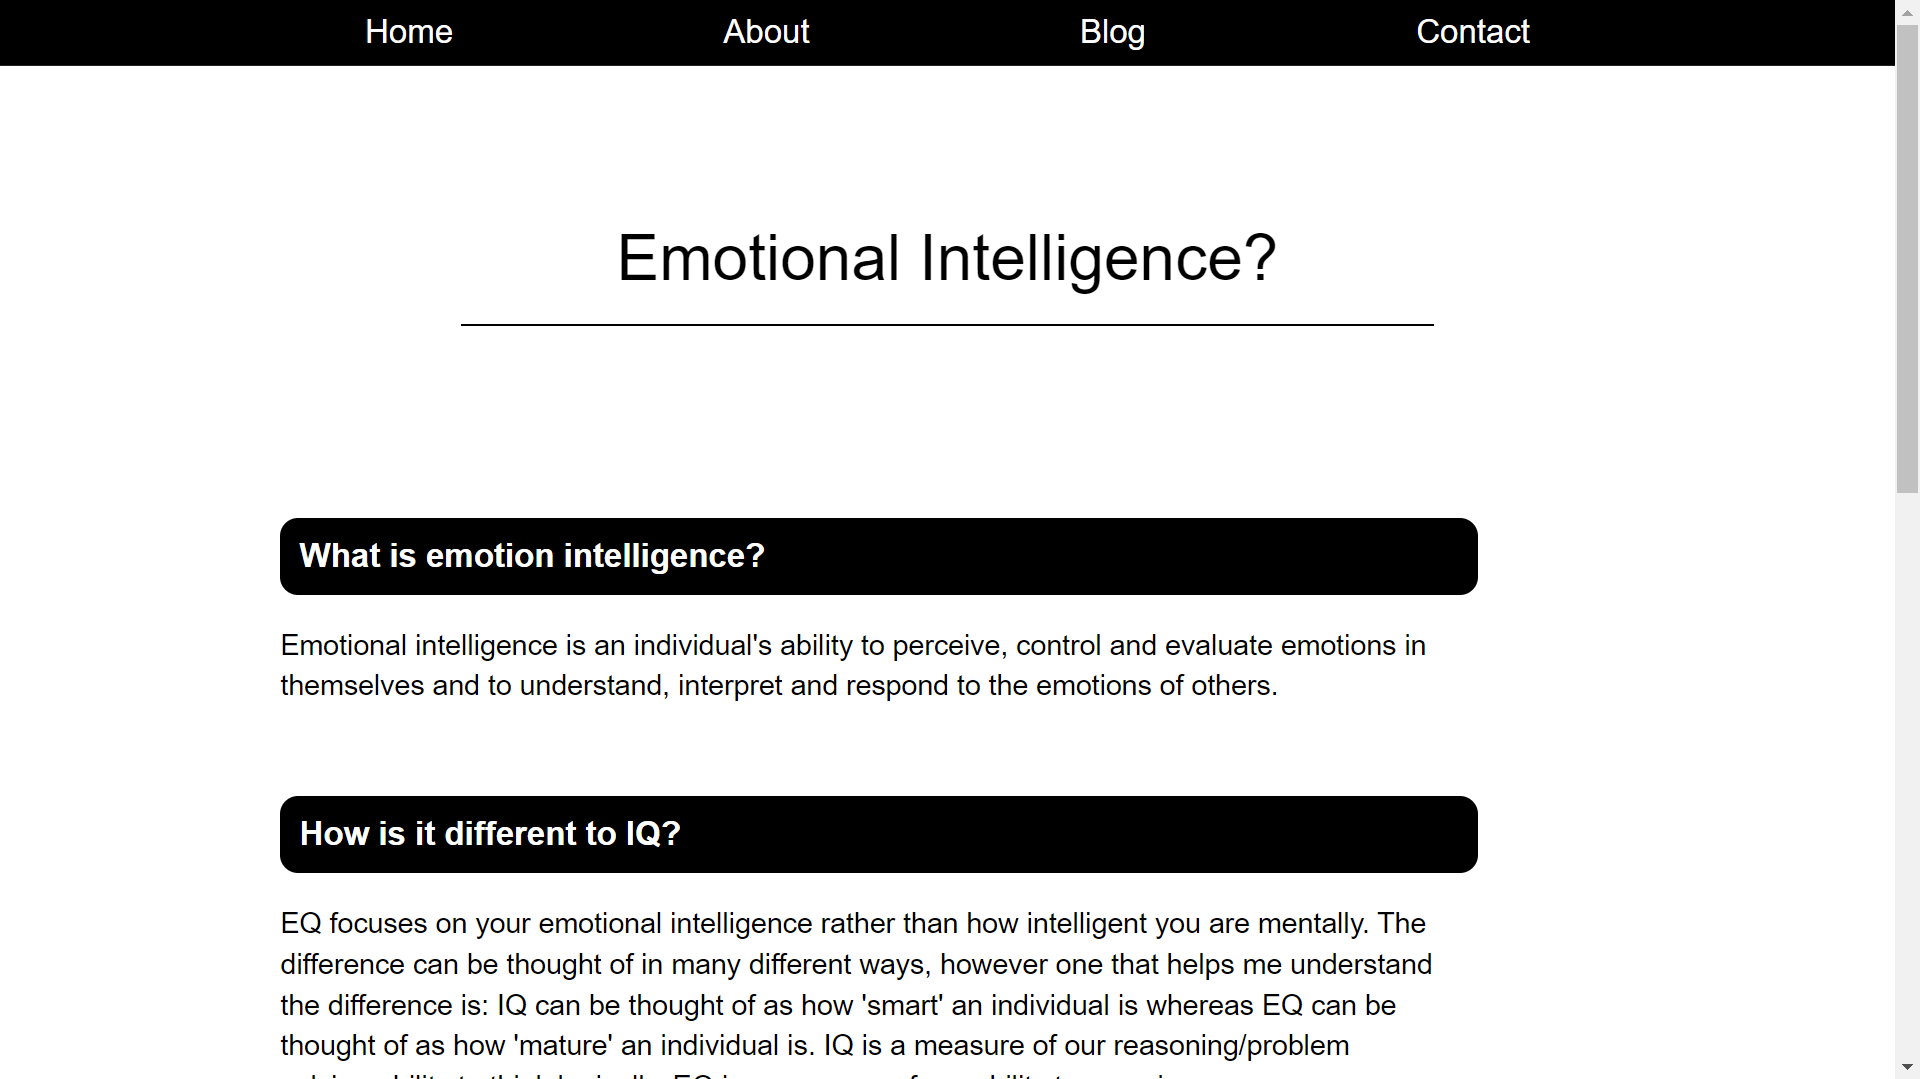 Home About Blog Contact
Emotional Intelligence?
What is emotion intelligence?
Emotional intelligence is an individual's ability to perceive, control and evaluate emotions in
themselves and to understand, interpret and respond to the emotions of others.
How is it different to IQ?
EQ focuses on your emotional intelligence rather than how intelligent you are mentally. The
difference can be thought of in many different ways, however one that helps me understand
the difference is: IQ can be thought of as how 'smart' an individual is whereas EQ can be
thought of as how 'mature' an individual is. IQ is a measure of our reasoning/problem